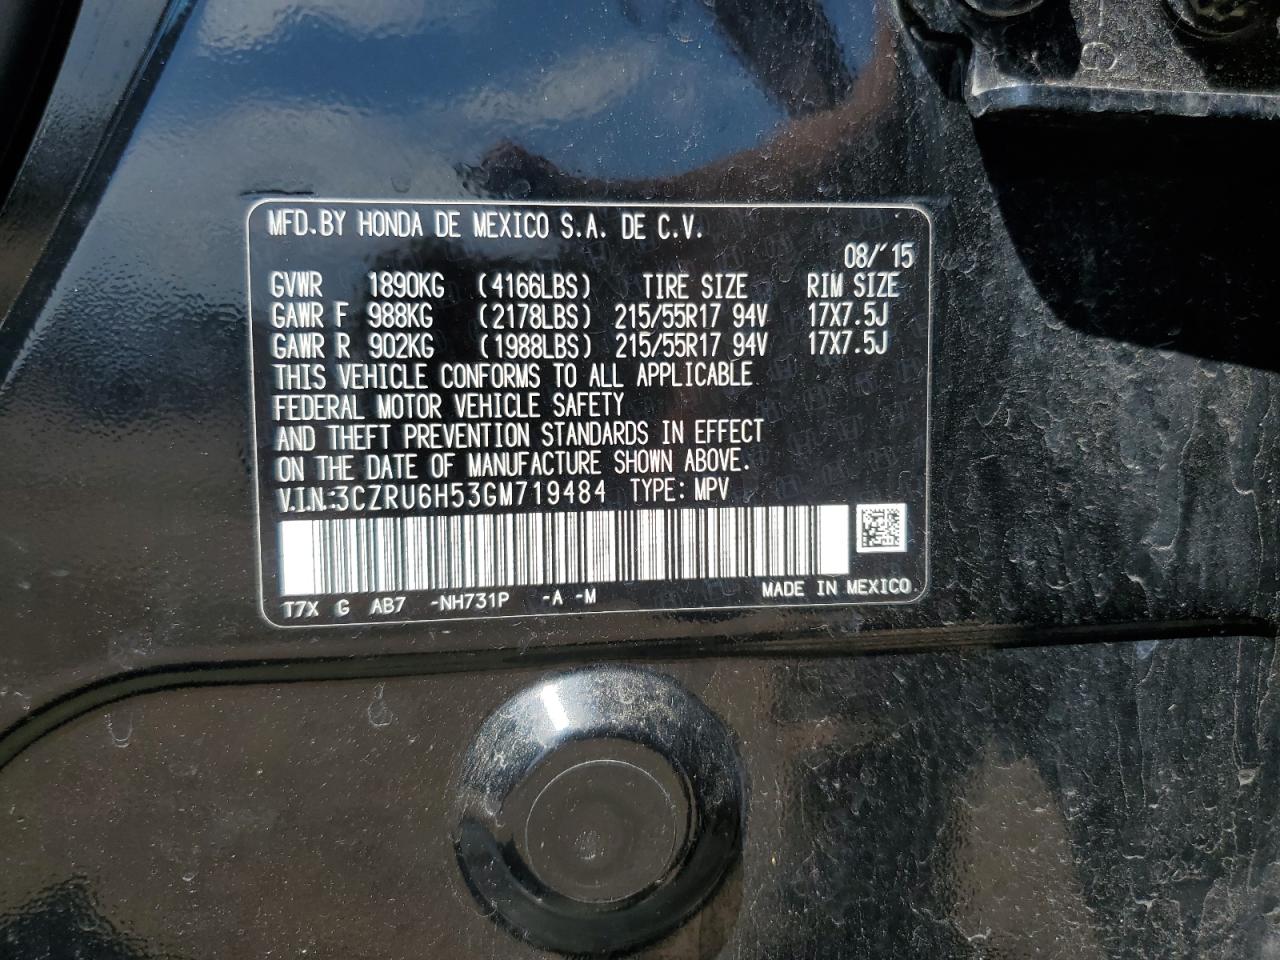 MFD.BY HONDA DE MEXICO S.A. DE C.V.
08/'15
GVWR 1890KG (4166LBS) TIRE SIZE RIM SIZE
GAWR F 988KG (2178LBS) 215/55R17 94V 17X7.5J
GAWR R 902KG (1988LBS) 215/55R17 94V 17X7.5J
THIS VEHICLE CONFORMS TO ALL APPLICABLE
FEDERAL MOTOR VEHICLE SAFETY
AND THEFT PREVENTION STANDARDS IN EFFECT
ON THE DATE OF MANUFACTURE SHOWN ABOVE.
V.I.N.:3CZRU6H53GM719484 TYPE: MPV
T7X G AB7 -NH731P -A -M MADE IN MEXICO